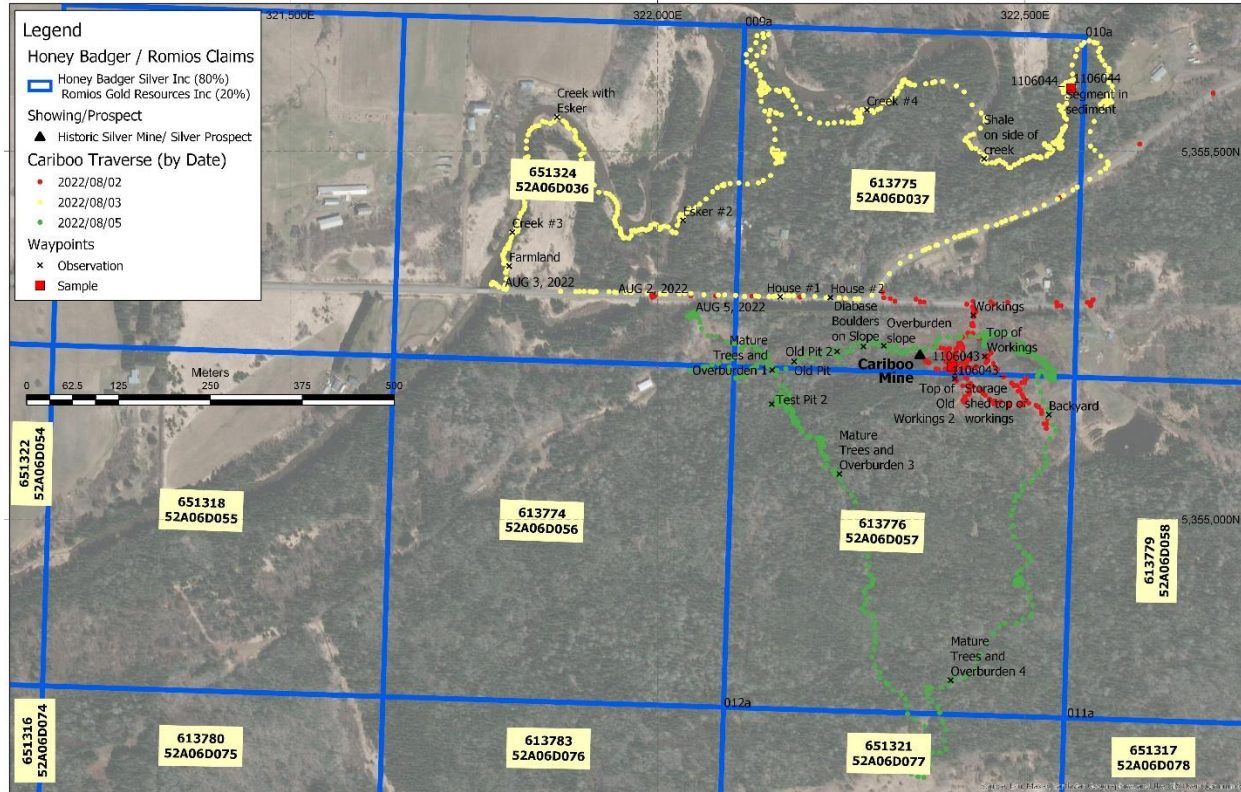 321,500E
322,000E
322,500E
009a
010a
Legend
Honey Badger / Romios Claims
Honey Badger Silver Inc (80%)
Romios Gold Resources Inc (20%)
Showing/Prospect
Historic Silver Mine/ Silver Prospect
Cariboo Traverse (by Date)
2022/08/02
2022/08/03
2022/08/05
Waypoints
Observation
Sample
Creek with
Esker
Creek #4
1106044
1106044
Segment in
sediment
Shale
on side of
creek
5,355,500N
651324
52A06D036
613775
52A06D037
Esker #2
Creek #3
Farmland
AUG 3, 2022
AUG 2, 2022
House #1
House #2
AUG 5, 2022
Diabase
Boulders
on Slope
Overburden
slope
Workings
Top of
Workings
Mature
Trees and
Overburden 1
Old Pit 2
Old Pit
Cariboo
Mine
1106043
1106043
Top of
Old
Workings 2
Storage
shed top of
workings
Backyard
Test Pit 2
Meters
0 62.5 125 250 375 500
Mature
Trees and
Overburden 3
651322
52A06D054
651318
52A06D055
613774
52A06D056
613776
52A06D057
5,355,000N
613779
52A06D058
Mature
Trees and
Overburden 4
012a
011a
651316
52A06D074
613780
52A06D075
613783
52A06D076
651321
52A06D077
651317
52A06D078